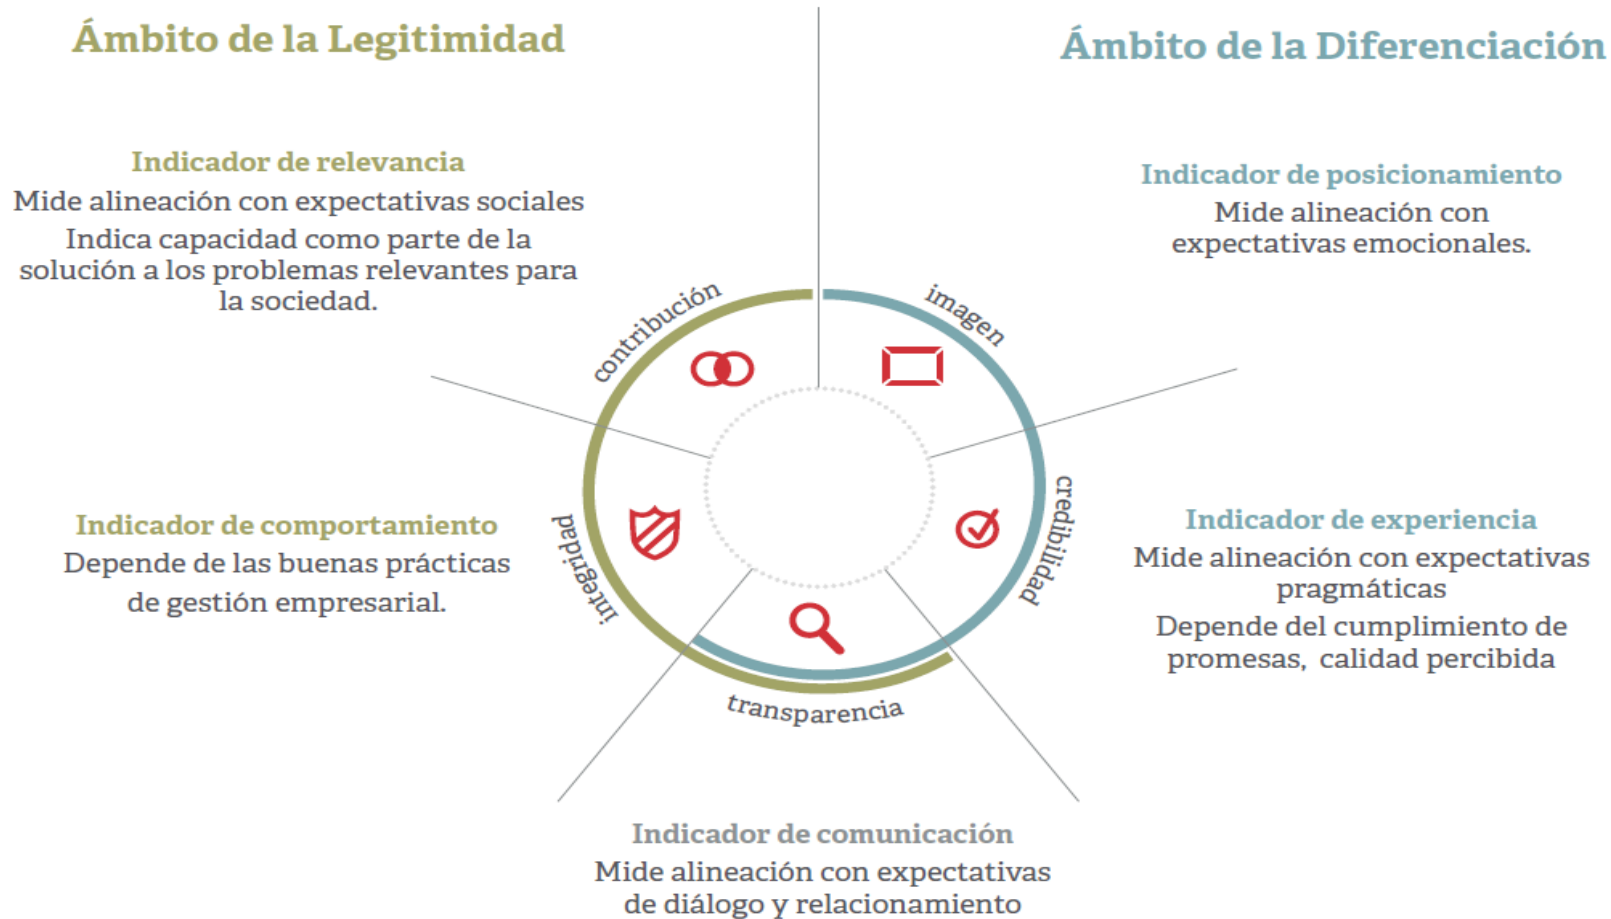 Ámbito de la Legitimidad
Ámbito de la Diferenciación
Indicador de relevancia
Mide alineación con expectativas sociales
Indica capacidad como parte de la
solución a los problemas relevantes para
la sociedad.
Indicador de posicionamiento
Mide alineación con
expectativas emocionales.
contribución
imagen
Indicador de comportamiento
Depende de las buenas prácticas
de gestión empresarial.
integridad
credibilidad
Indicador de experiencia
Mide alineación con expectativas
pragmáticas
Depende del cumplimiento de
promesas, calidad percibida
transparencia
Indicador de comunicación
Mide alineación con expectativas
de diálogo y relacionamiento